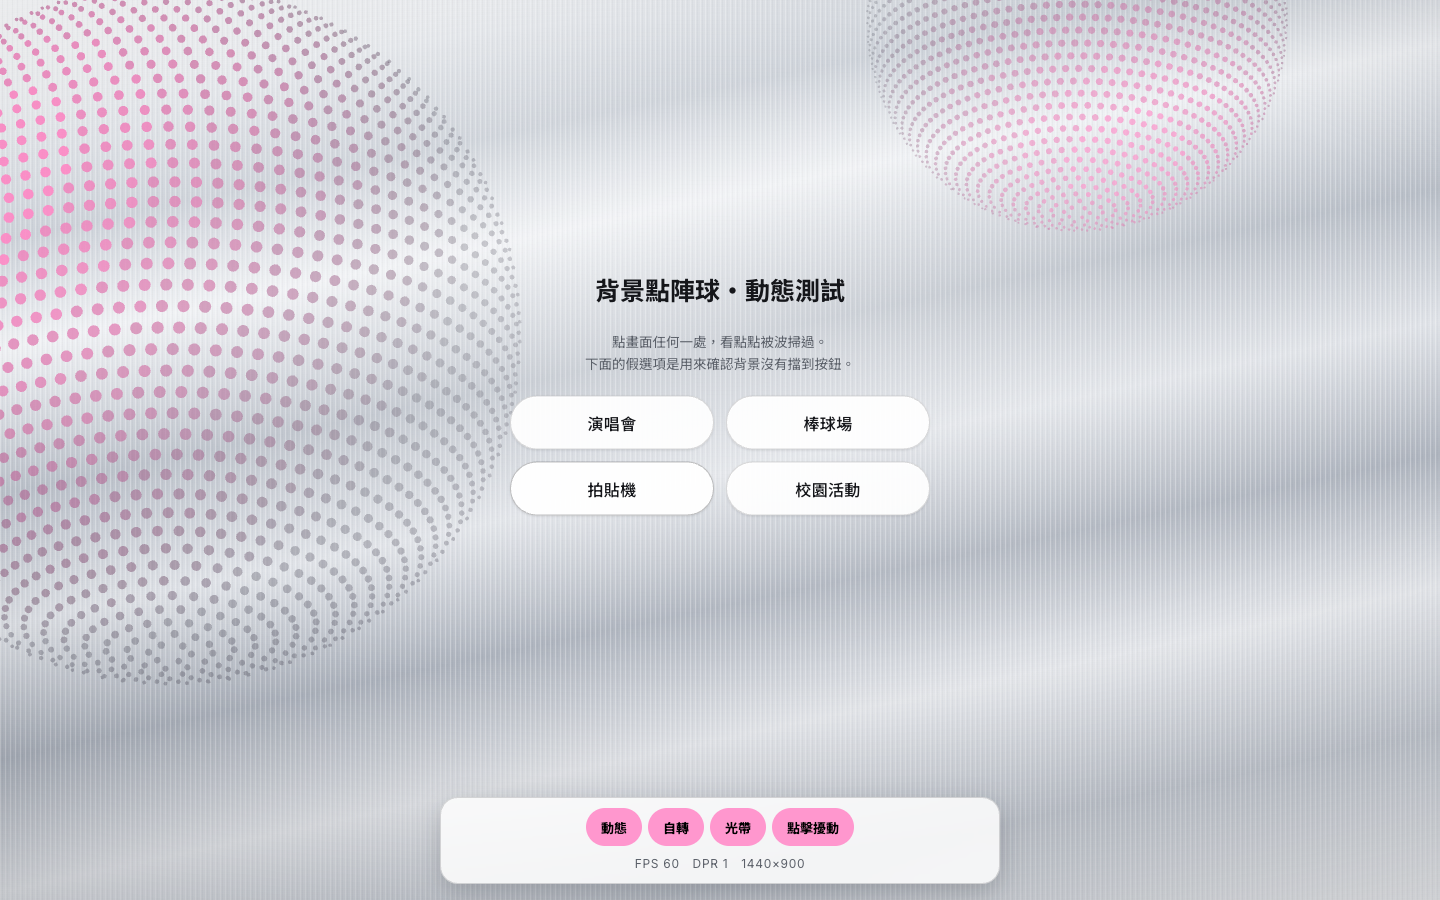 背景點陣球・動態測試
點畫面任何一處，看點點被波掃過。
下面的假選項是用來確認背景沒有擋到按鈕。
演唱會
棒球場
拍貼機
校園活動
動態
自轉
光帶
點擊擾動
FPS 60 DPR 1 1440×900